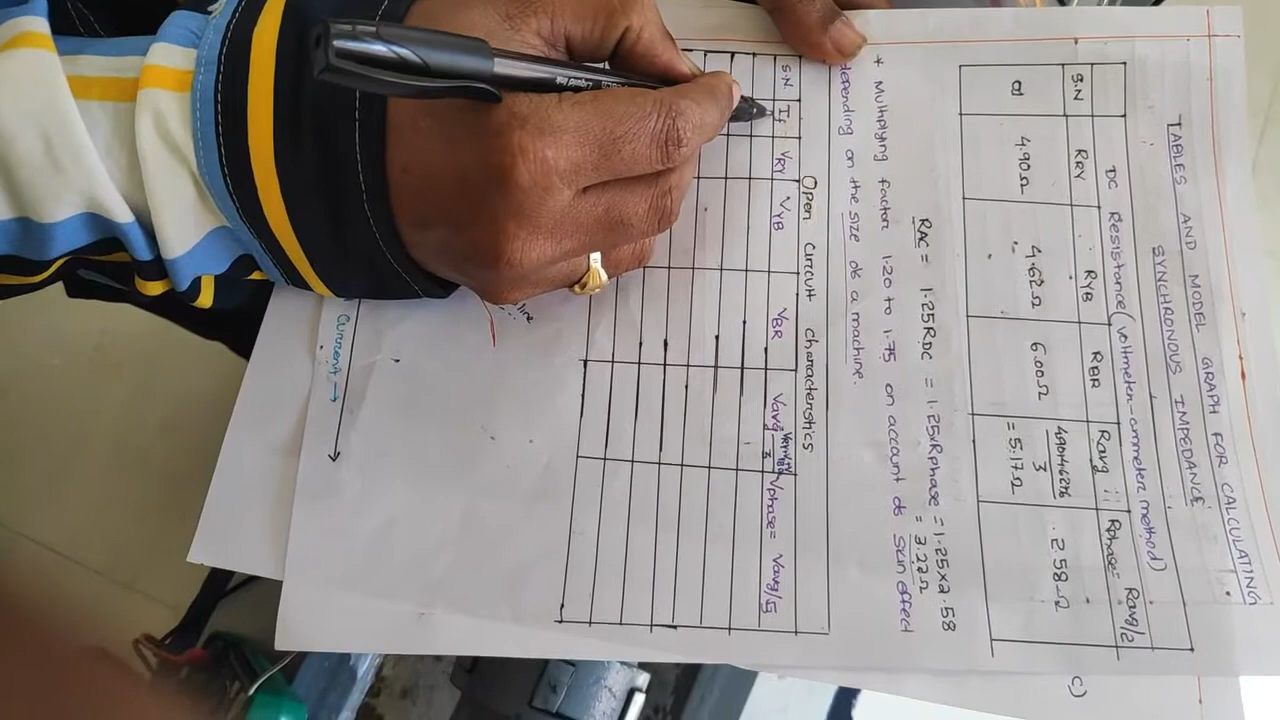 TABLES AND MODEL GRAPH FOR CALCULATING
SYNCHRONOUS IMPEDANCE
DC Resistance (voltmeter-ammeter method)
S.N RRY RYB RBR Ravg Rphase = Ravg/2
a) 4.90Ω 4.62Ω 6.00Ω 4.90+4.62+6 / 3 = 5.17Ω 2.58Ω
c)
RAC = 1.25RDC = 1.25xRphase = 1.25x2.58
= 3.22Ω
* Multiplying factor 1.20 to 1.75 on account of skin effect
depending on the size of a machine.
Open circuit characteristics
S.N If VRY VYB VBR Vavg Vphase = Vavg/√3
line
Current →
Liquid Ink